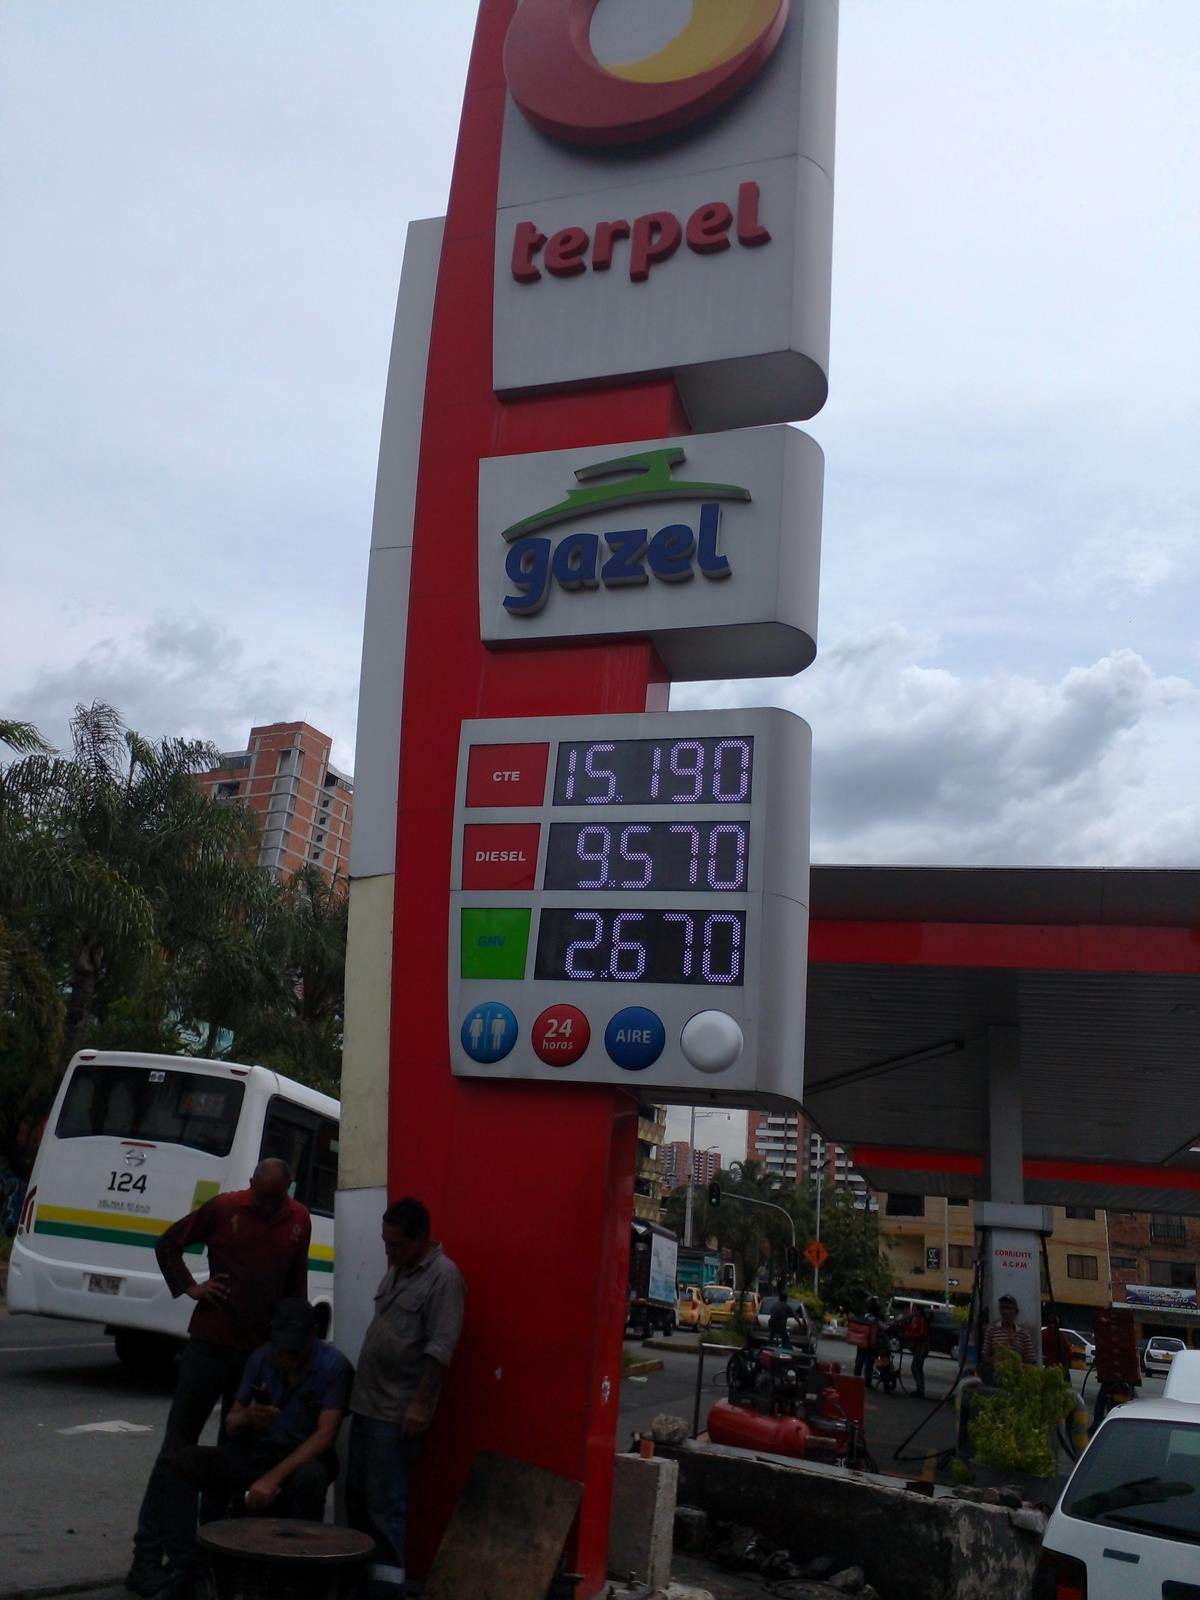 terpel
gazel
CTE 15.190
DIESEL 9.570
GNV 2.670
24
horas
AIRE
124
CORRIENTE
A.C.P.M